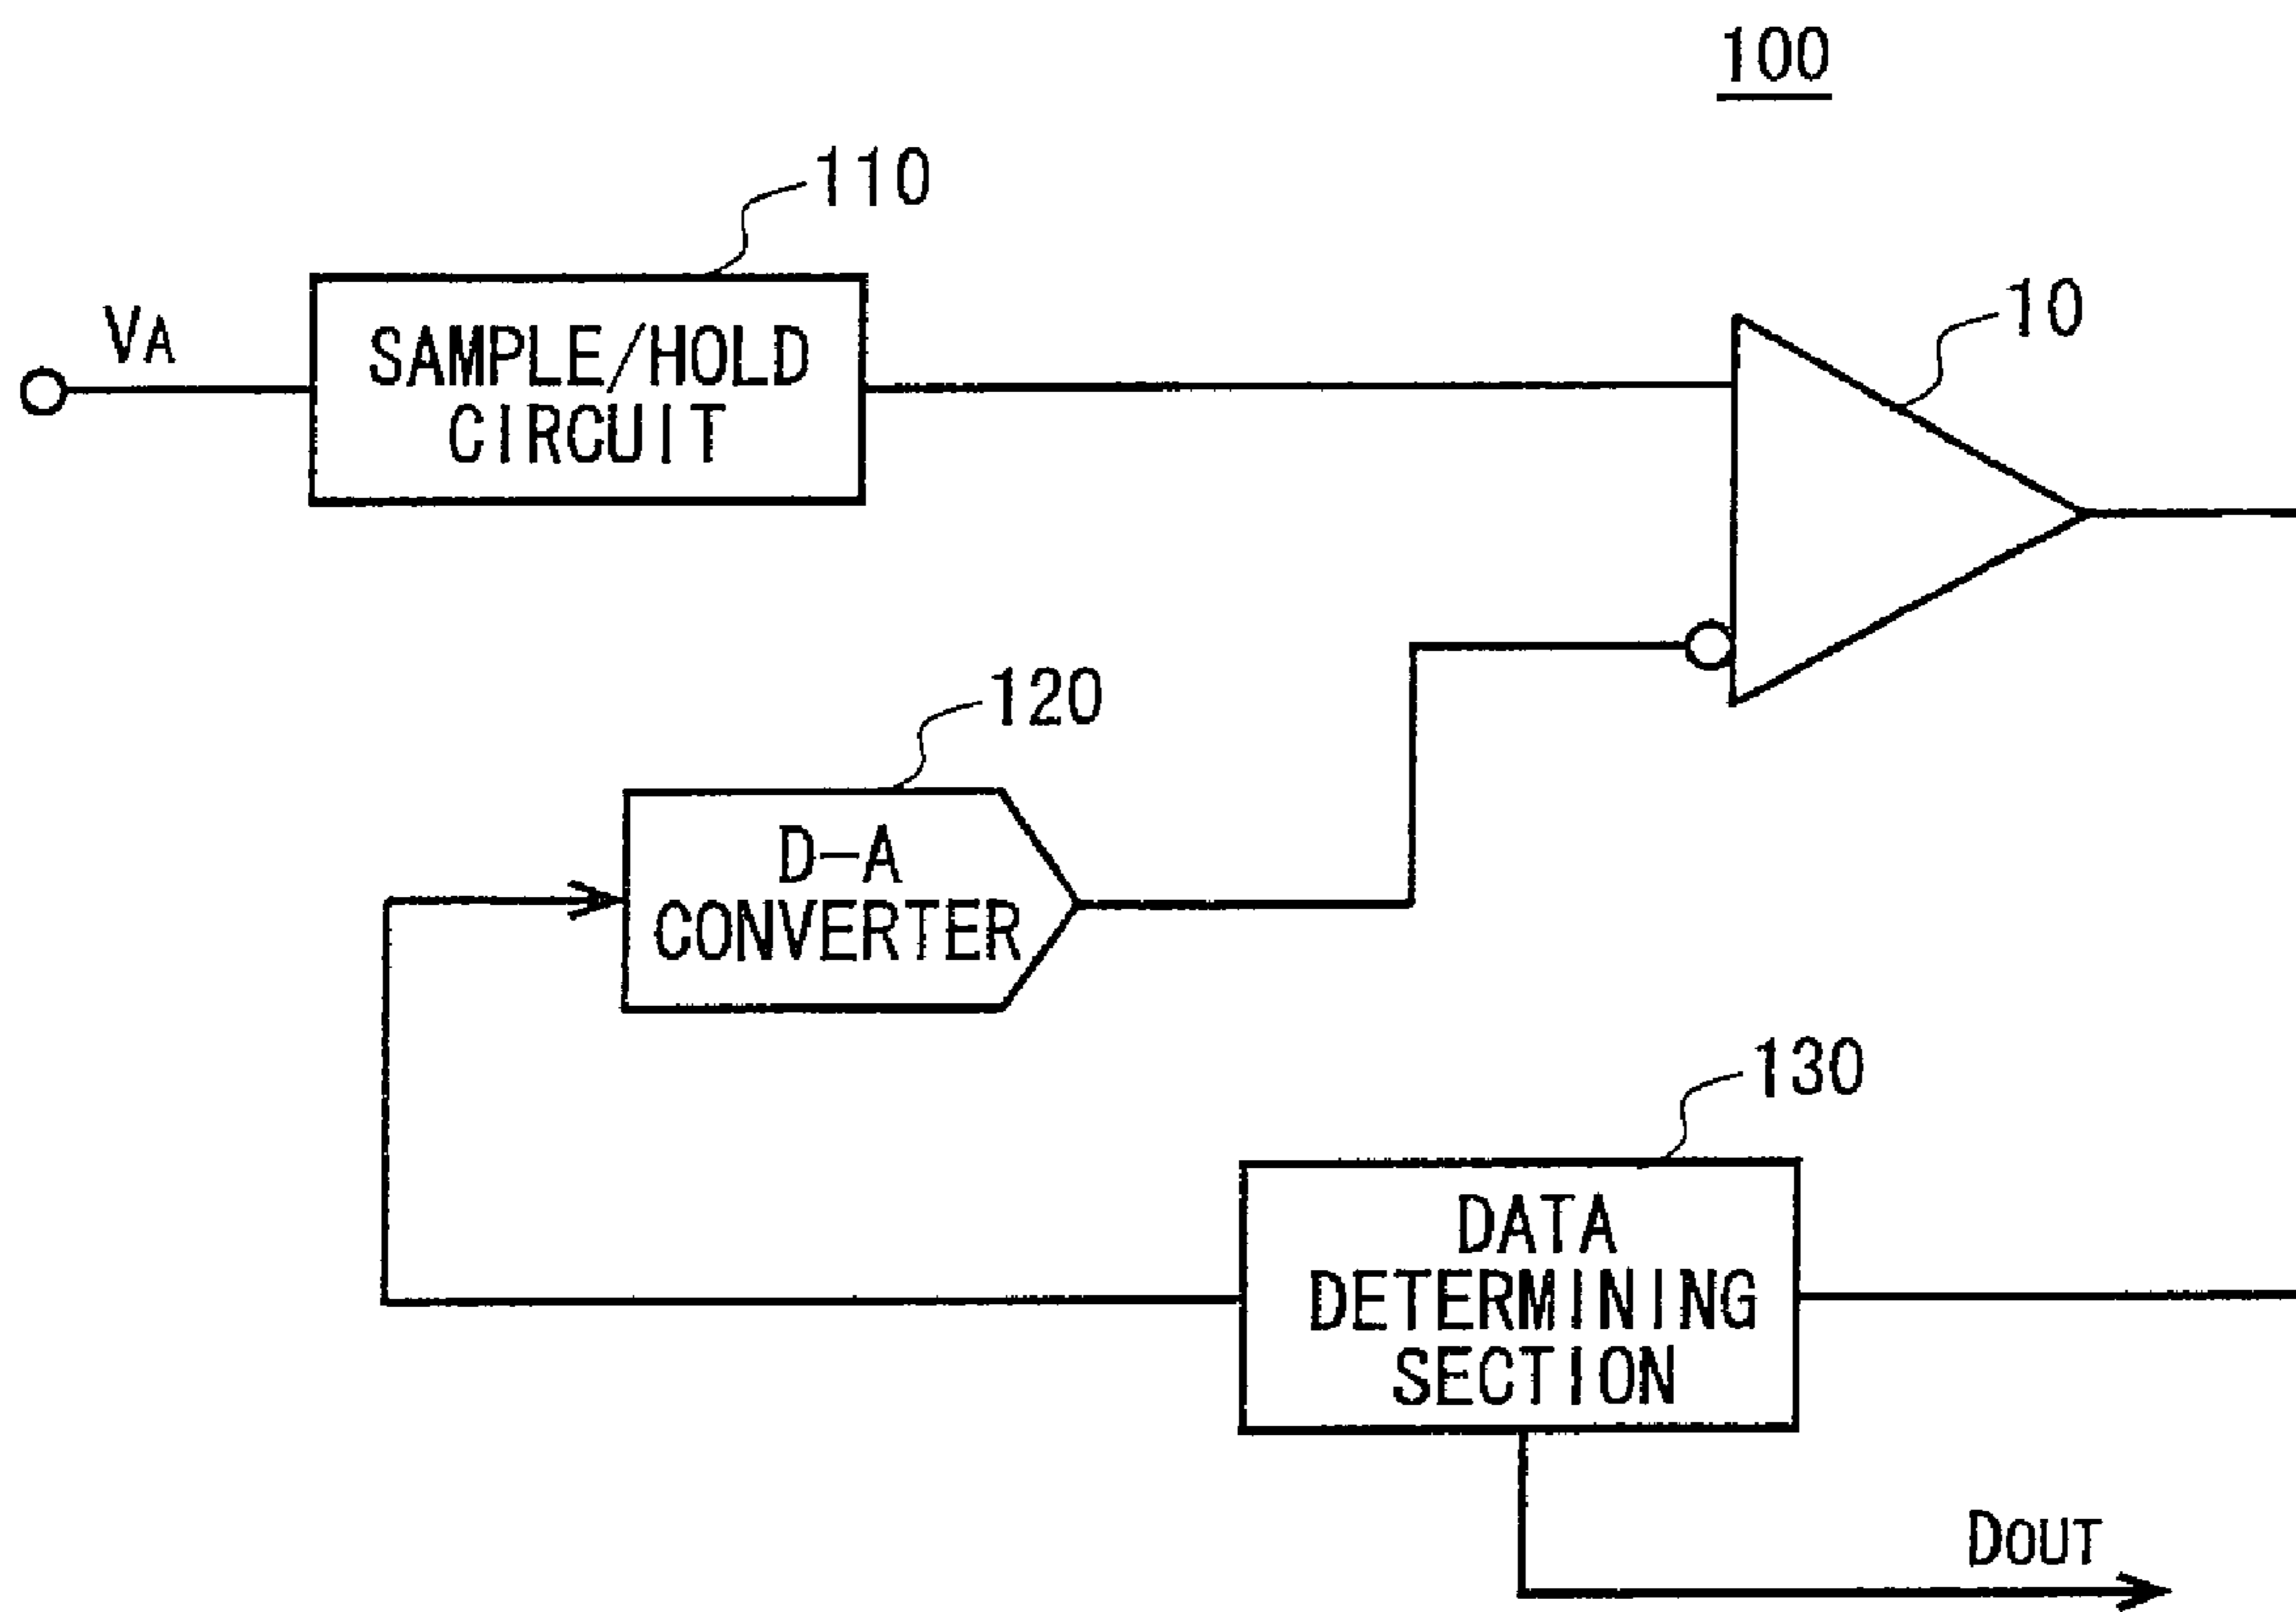 100
110
VA
SAMPLE/HOLD
CIRCUIT
10
120
D-A
CONVERTER
130
DATA
DETERMINING
SECTION
DOUT